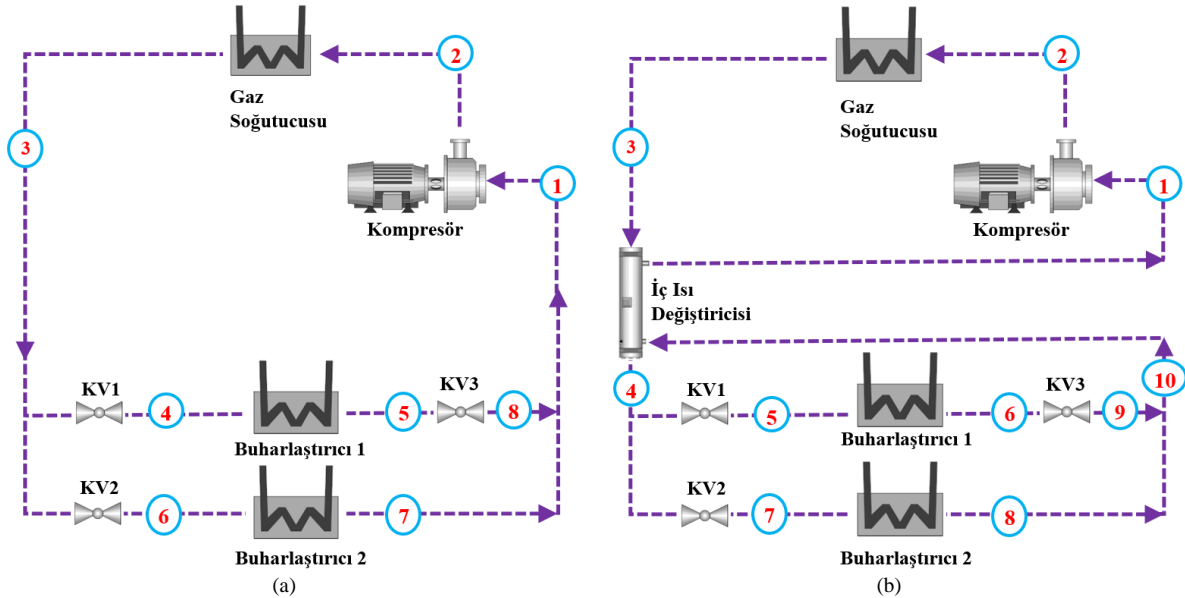 2
Gaz
Soğutucusu
3
1
Kompresör
KV1
4
5
KV3
8
Buharlaştırıcı 1
KV2
6
7
Buharlaştırıcı 2
(a)
2
Gaz
Soğutucusu
3
1
Kompresör
İç Isı
Değiştiricisi
4
KV1
5
6
KV3
9
10
Buharlaştırıcı 1
KV2
7
8
Buharlaştırıcı 2
(b)